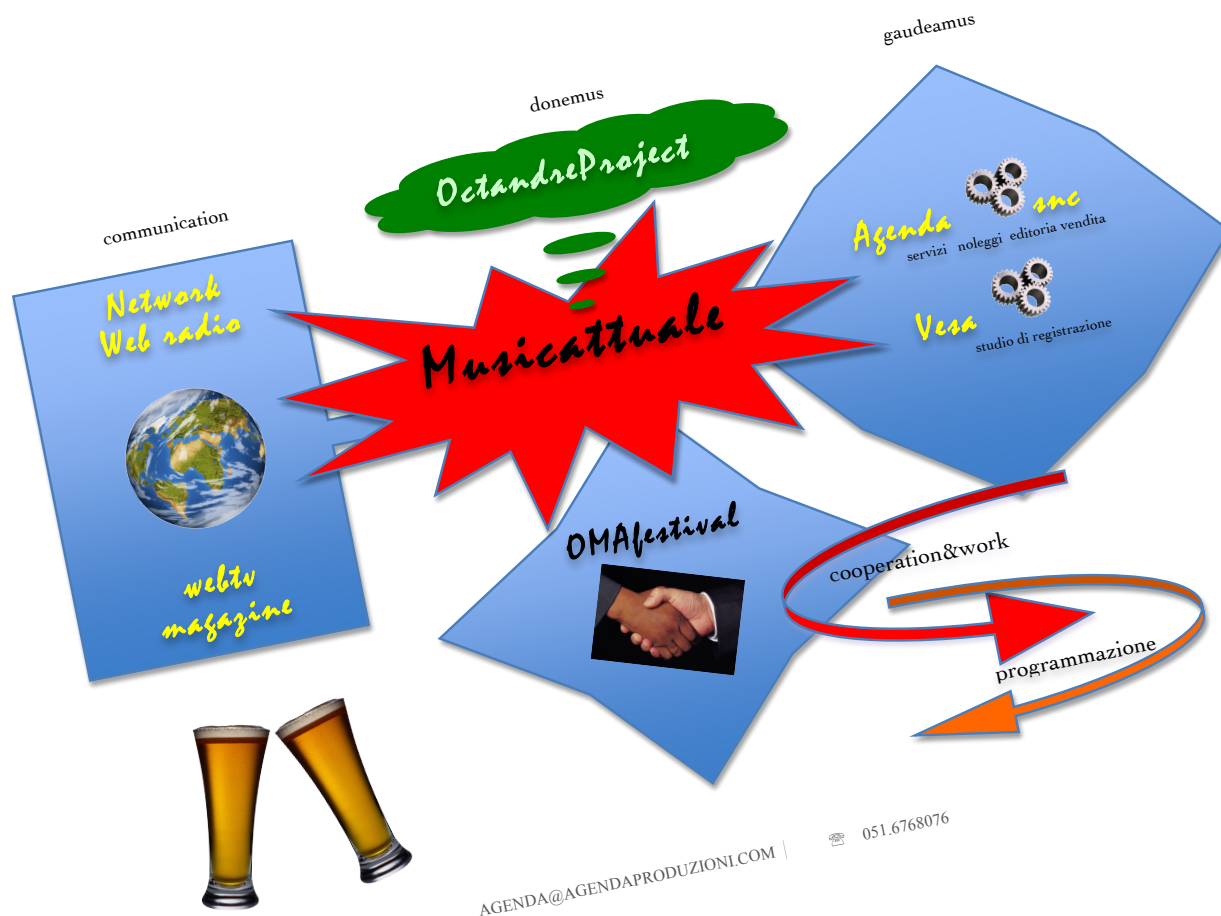 gaudeamus
donemus
OctandreProject
communication
Network
Web radio
webtv
magazine
Musicattuale
Agenda snc
servizi noleggi editoria vendita
Vesa
studio di registrazione
OMAfestival
cooperation&work
programmazione
AGENDA@AGENDAPRODUZIONI.COM | ☏ 051.6768076